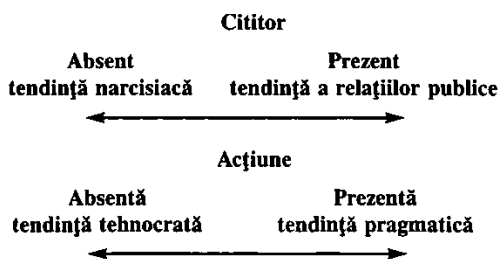 Cititor
Absent Prezent
tendinţă narcisiacă tendinţă a relaţiilor publice
Acţiune
Absentă Prezentă
tendinţă tehnocrată tendinţă pragmatică